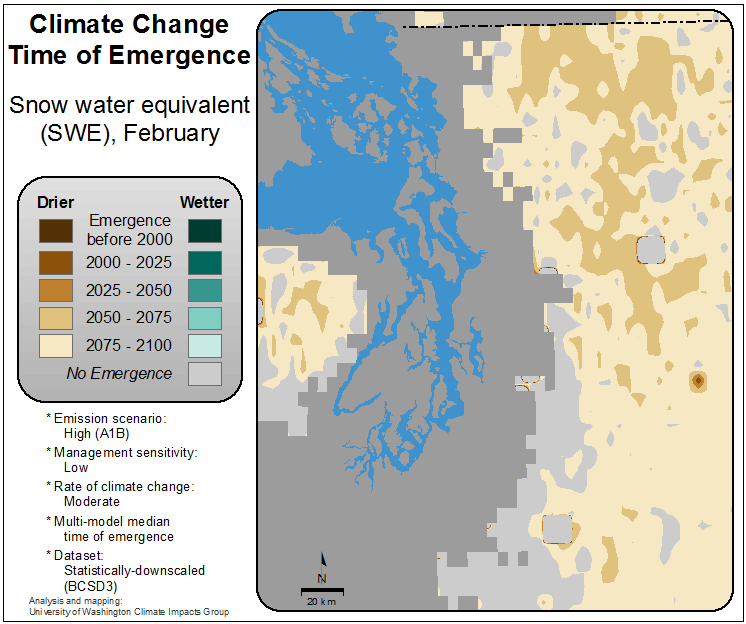 Climate Change
Time of Emergence
Snow water equivalent
(SWE), February
Drier Wetter
Emergence
before 2000
2000 - 2025
2025 - 2050
2050 - 2075
2075 - 2100
No Emergence
* Emission scenario:
High (A1B)
* Management sensitivity:
Low
* Rate of climate change:
Moderate
* Multi-model median
time of emergence
* Dataset:
Statistically-downscaled
(BCSD3)
Analysis and mapping:
University of Washington Climate Impacts Group
N
20 km